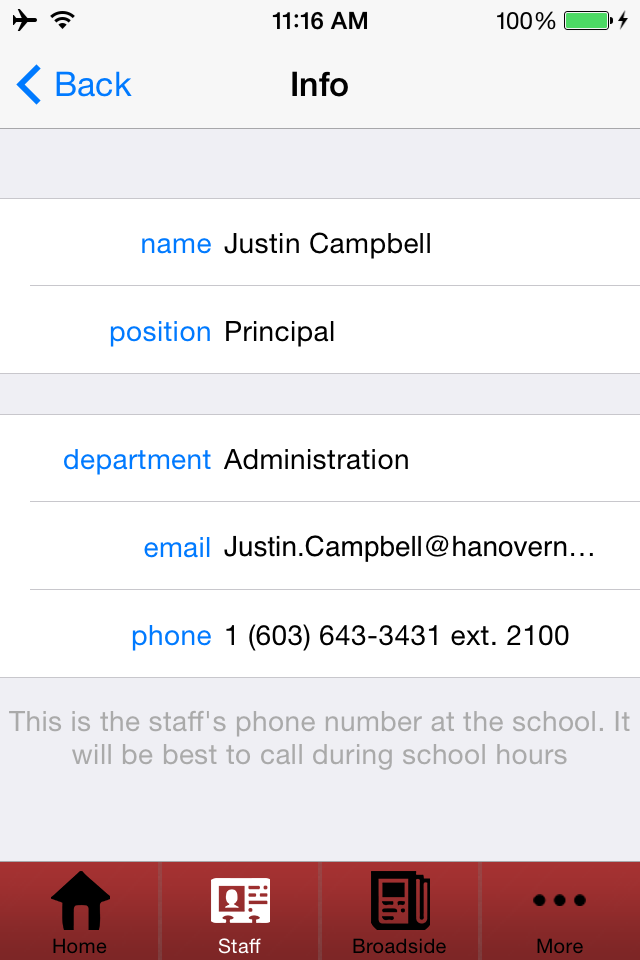 11:16 AM 100%
Back Info
name Justin Campbell
position Principal
department Administration
email Justin.Campbell@hanovern...
phone 1 (603) 643-3431 ext. 2100
This is the staff's phone number at the school. It
will be best to call during school hours
Home Staff Broadside More